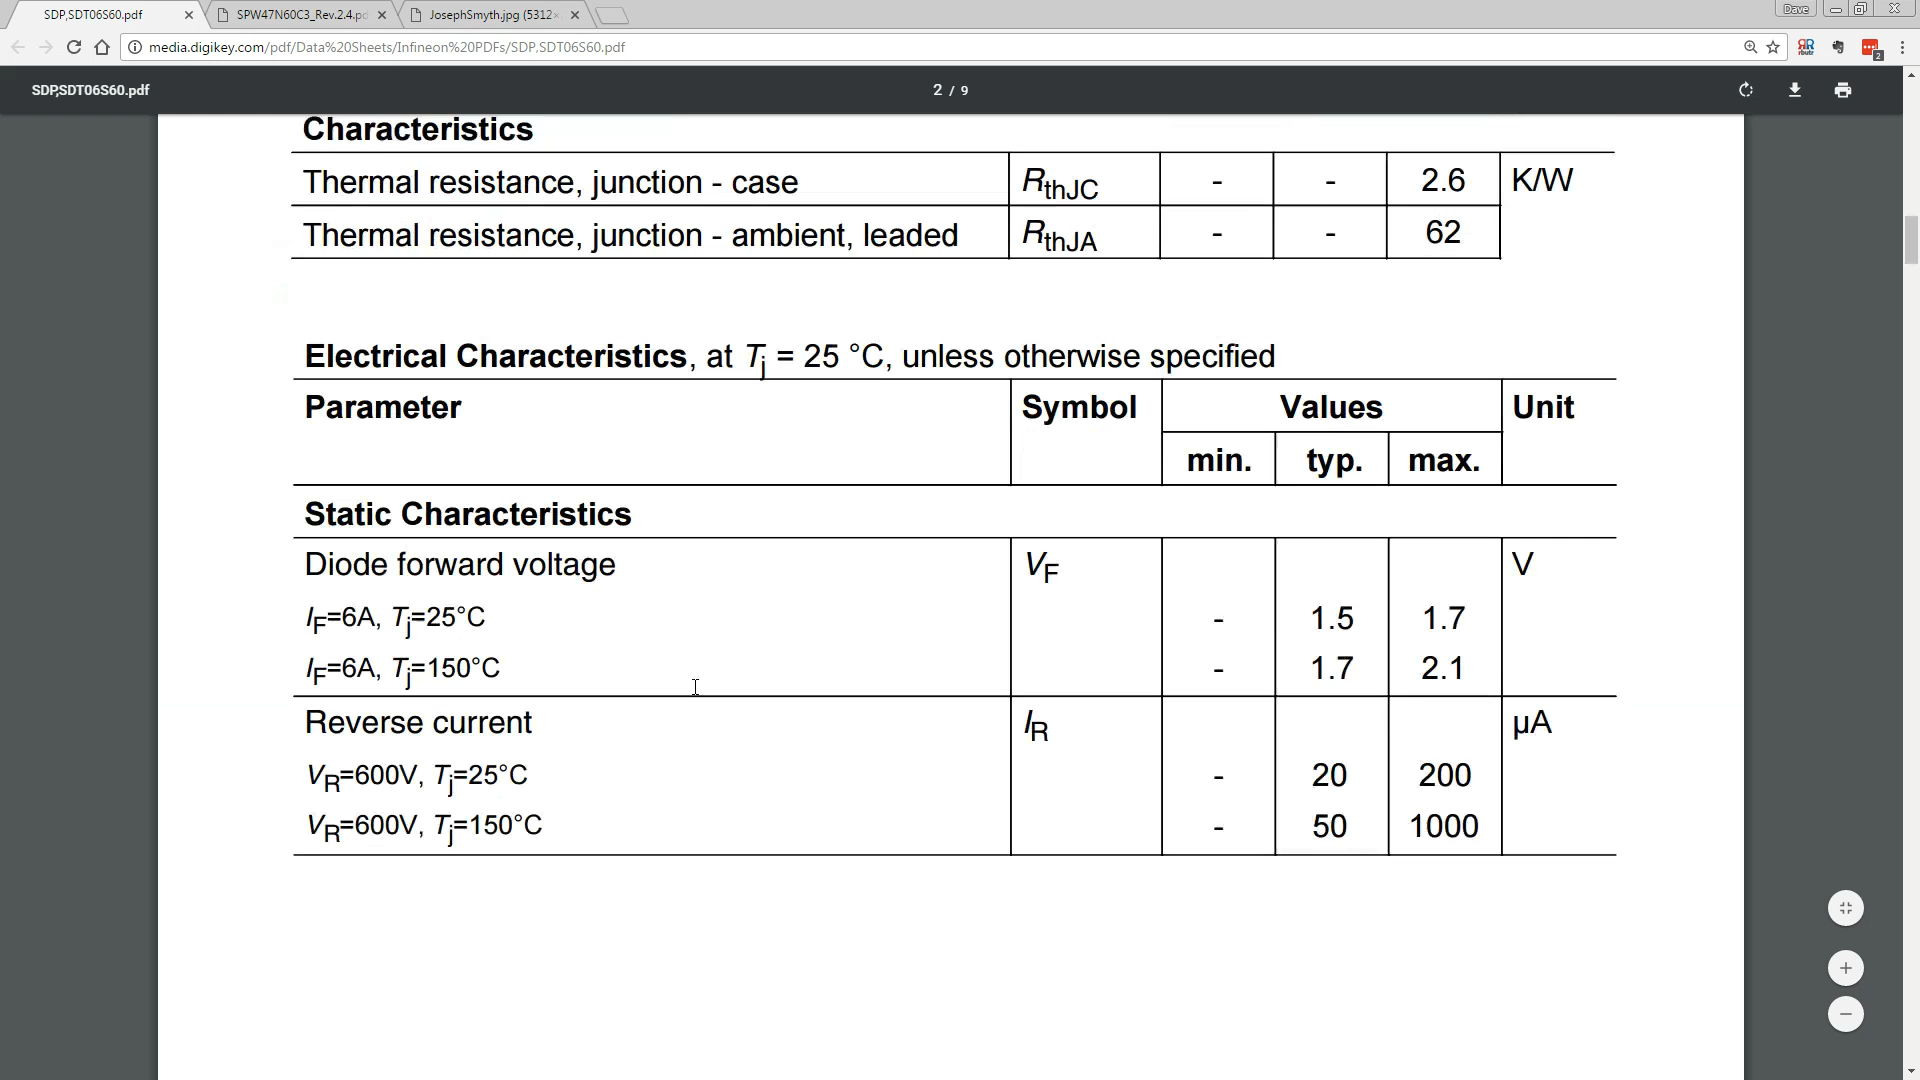 SDP,SDT06S60.pdf
SPW47N60C3_Rev.2.4.pd
JosephSmyth.jpg (5312×
Dave
media.digikey.com/pdf/Data%20Sheets/Infineon%20PDFs/SDP,SDT06S60.pdf
RR
rbutr
2
SDP,SDT06S60.pdf
2 / 9
Characteristics
Thermal resistance, junction - case RthJC - - 2.6 K/W
Thermal resistance, junction - ambient, leaded RthJA - - 62
Electrical Characteristics, at Tj = 25 °C, unless otherwise specified
Parameter Symbol Values Unit
min. typ. max.
Static Characteristics
Diode forward voltage VF V
IF=6A, Tj=25°C - 1.5 1.7
IF=6A, Tj=150°C - 1.7 2.1
Reverse current IR µA
VR=600V, Tj=25°C - 20 200
VR=600V, Tj=150°C - 50 1000